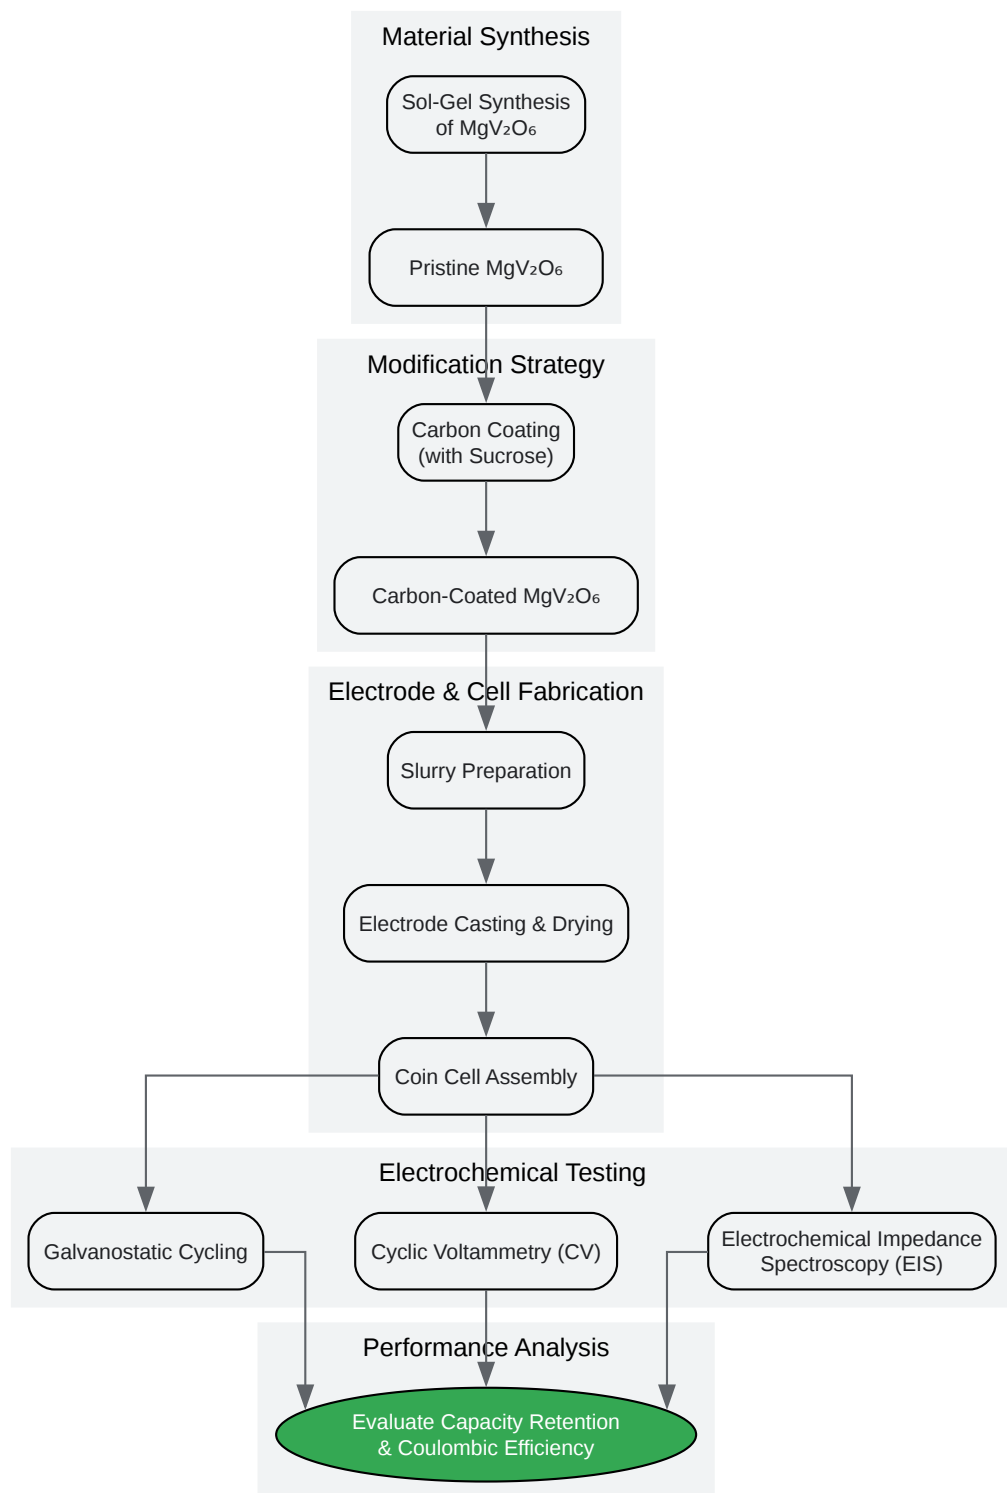 Material Synthesis
Sol-Gel Synthesis
of MgV₂O₆
Pristine MgV₂O₆
Modification Strategy
Carbon Coating
(with Sucrose)
Carbon-Coated MgV₂O₆
Electrode & Cell Fabrication
Slurry Preparation
Electrode Casting & Drying
Coin Cell Assembly
Electrochemical Testing
Galvanostatic Cycling
Cyclic Voltammetry (CV)
Electrochemical Impedance
Spectroscopy (EIS)
Performance Analysis
Evaluate Capacity Retention
& Coulombic Efficiency